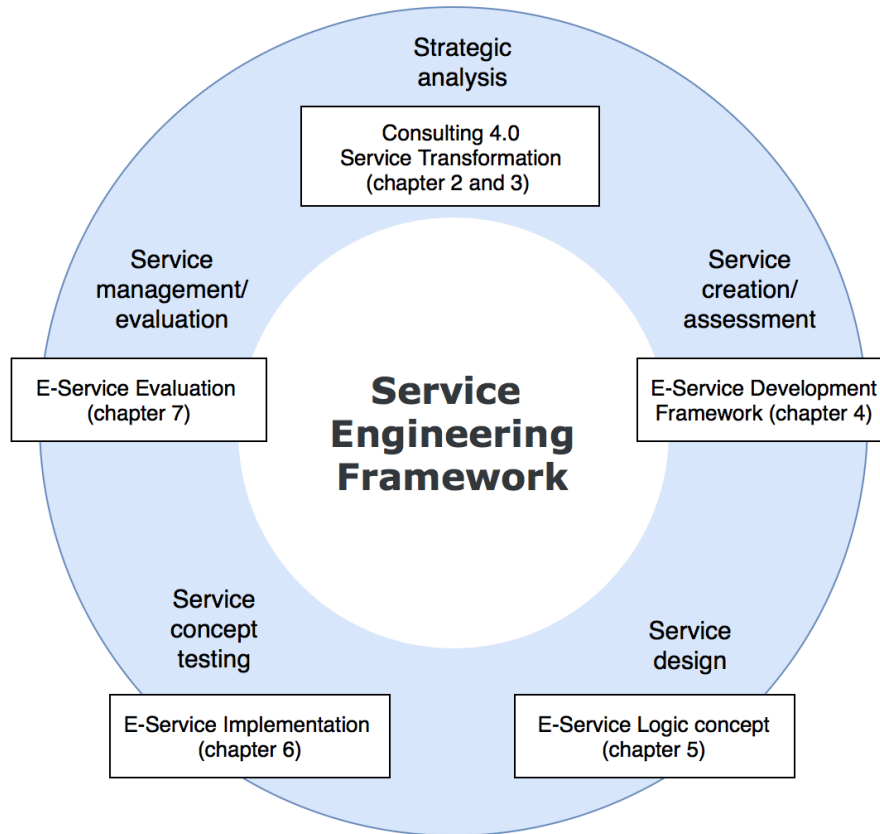 Strategic
analysis
Consulting 4.0
Service Transformation
(chapter 2 and 3)
Service
creation/
assessment
E-Service Development
Framework (chapter 4)
Service
design
E-Service Logic concept
(chapter 5)
Service
concept
testing
E-Service Implementation
(chapter 6)
Service
management/
evaluation
E-Service Evaluation
(chapter 7)
Service
Engineering
Framework